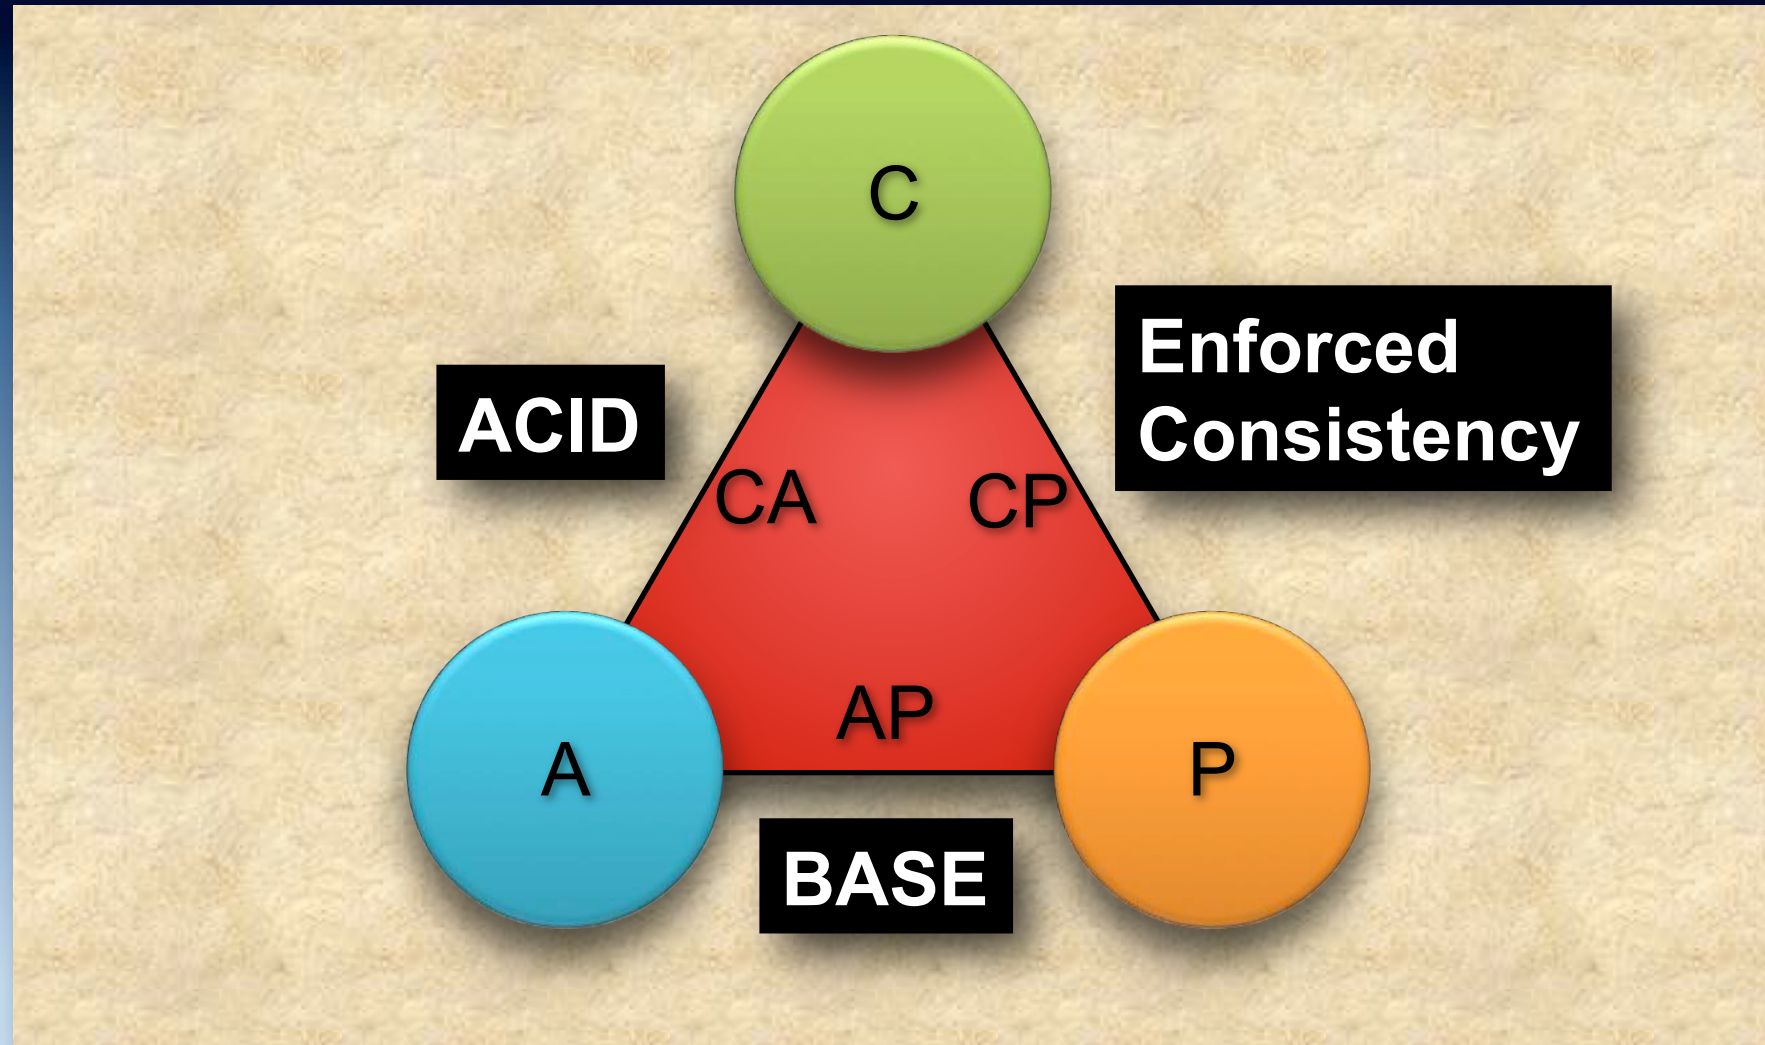 C
Enforced
Consistency
ACID
CA
CP
AP
A
P
BASE